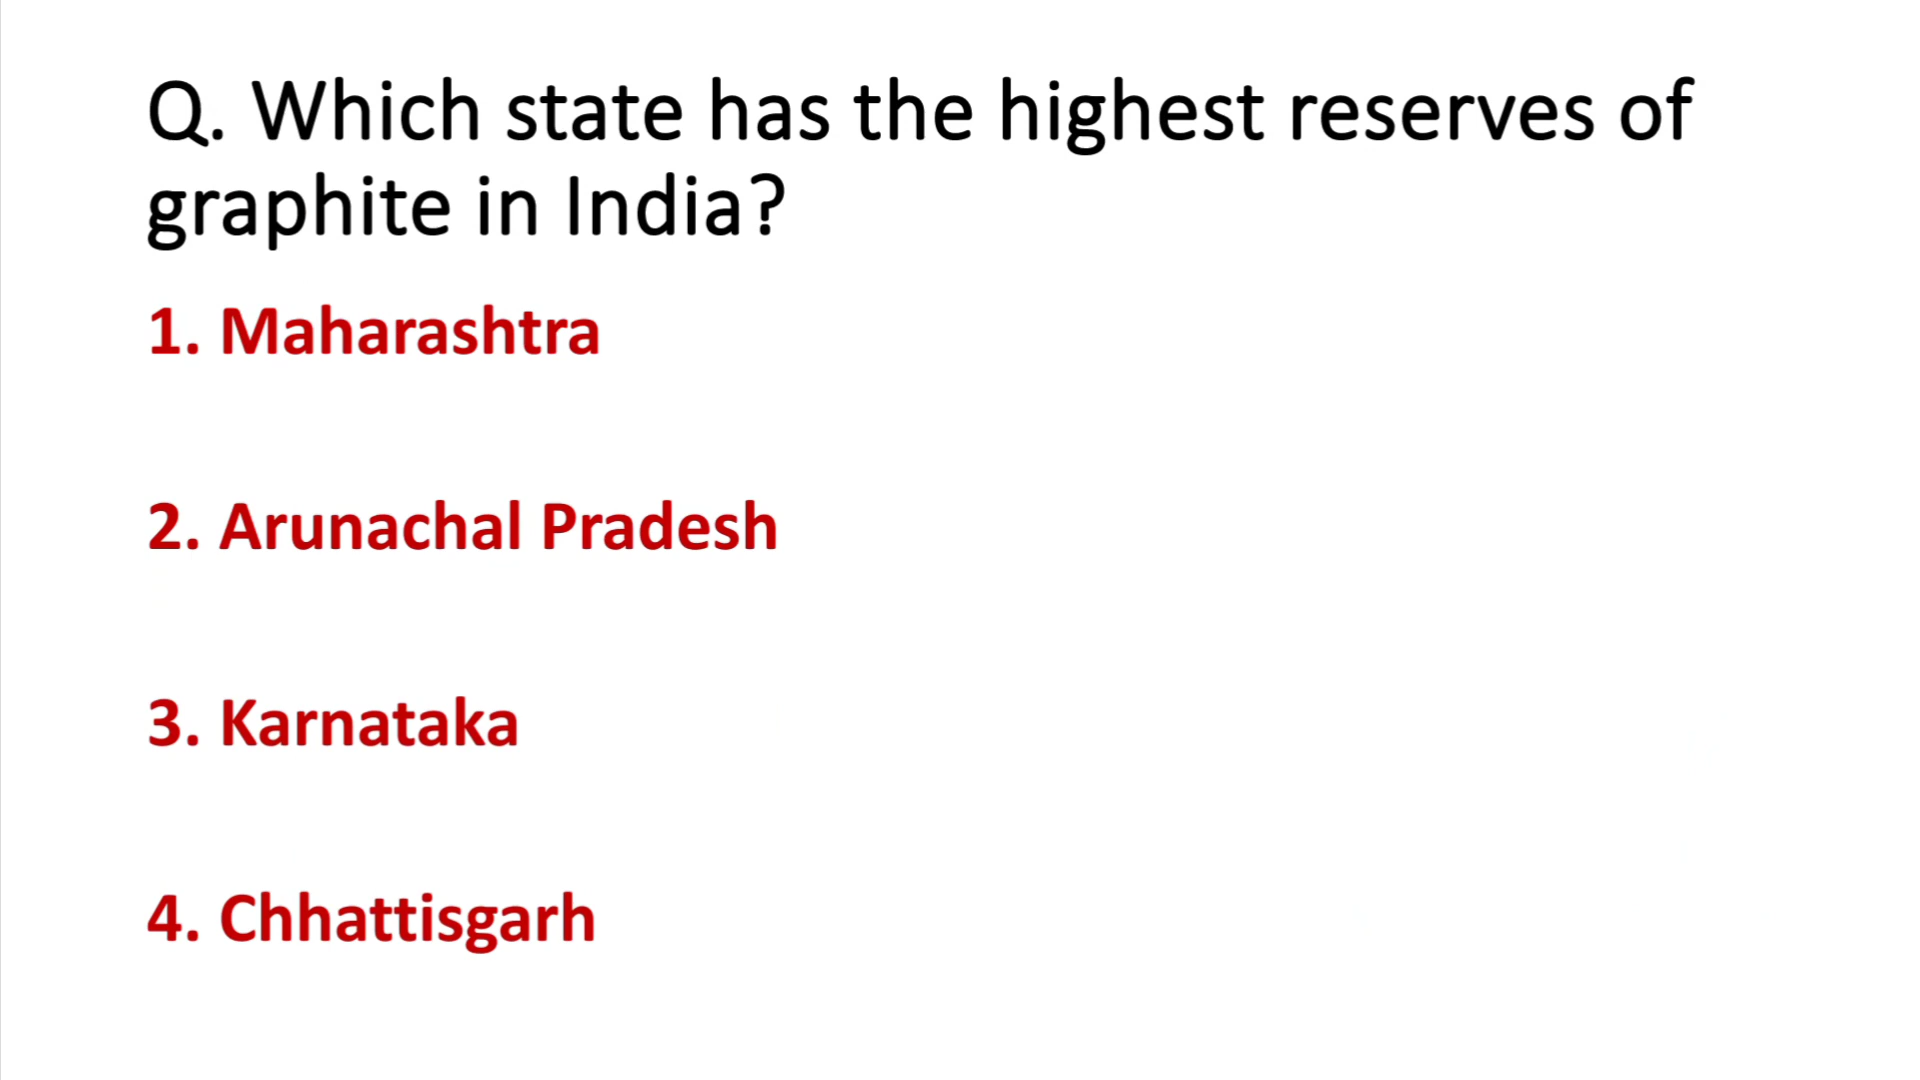 Q. Which state has the highest reserves of
graphite in India?
1. Maharashtra
2. Arunachal Pradesh
3. Karnataka
4. Chhattisgarh